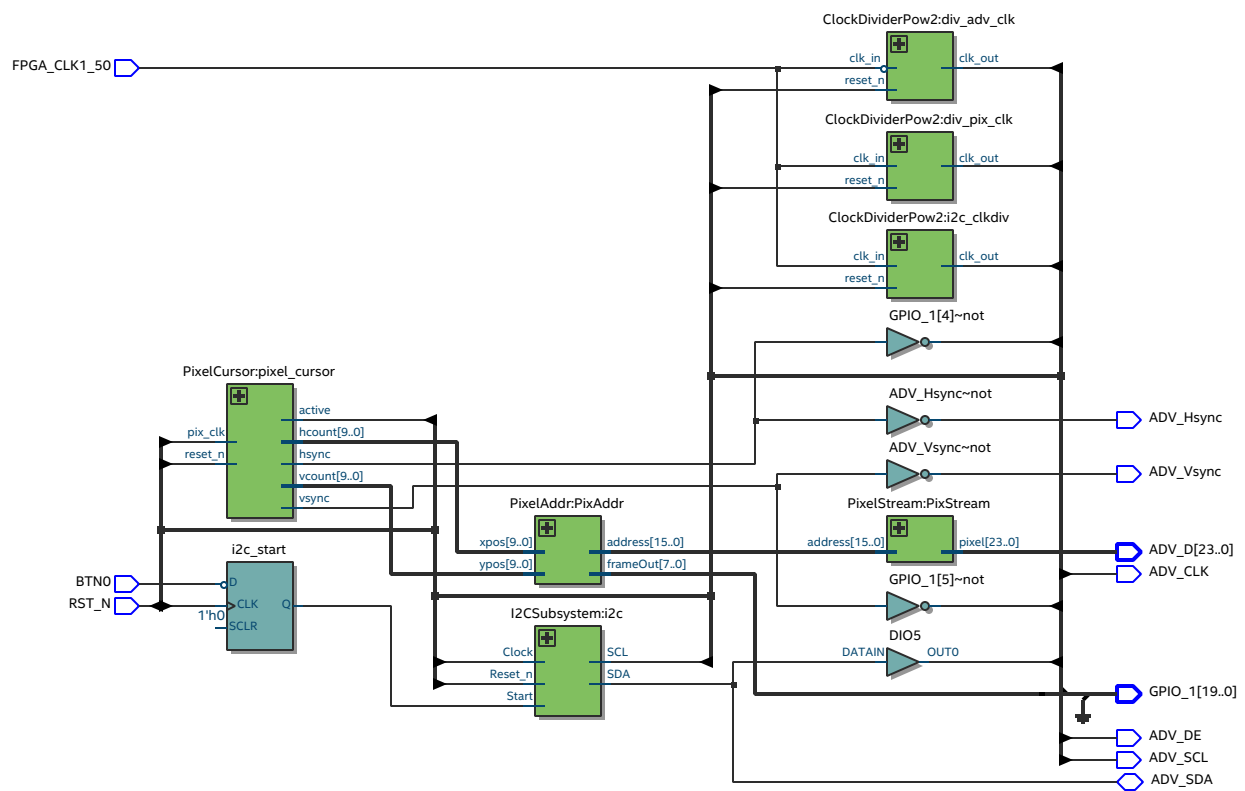 ClockDividerPow2:div_adv_clk
FPGA_CLK1_50
clk_in
clk_out
reset_n
ClockDividerPow2:div_pix_clk
clk_in
clk_out
reset_n
ClockDividerPow2:i2c_clkdiv
clk_in
clk_out
reset_n
GPIO_1[4]~not
PixelCursor:pixel_cursor
ADV_Hsync~not
active
ADV_Hsync
pix_clk
hcount[9..0]
reset_n
hsync
ADV_Vsync~not
vcount[9..0]
ADV_Vsync
vsync
PixelAddr:PixAddr
PixelStream:PixStream
xpos[9..0]
address[15..0]
address[15..0]
pixel[23..0]
ADV_D[23..0]
i2c_start
ypos[9..0]
frameOut[7..0]
ADV_CLK
BTN0
D
GPIO_1[5]~not
RST_N
CLK
Q
1'h0
SCLR
I2CSubsystem:i2c
DIO5
Clock
SCL
DATAIN
OUT0
Reset_n
SDA
Start
GPIO_1[19..0]
ADV_DE
ADV_SCL
ADV_SDA